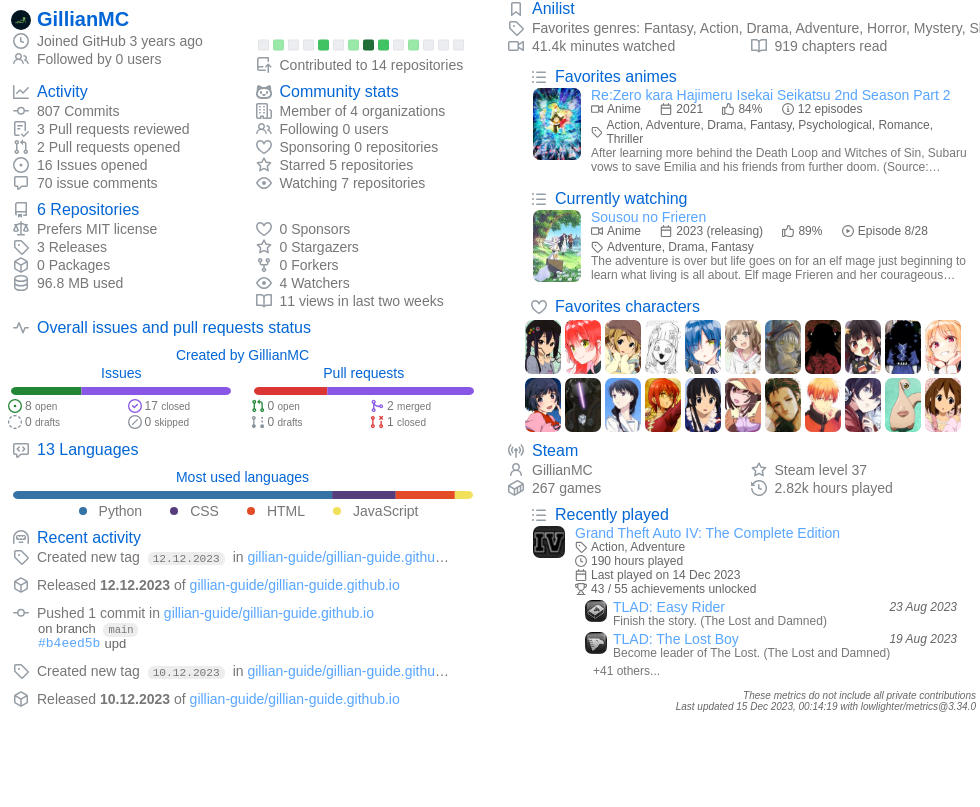 GillianMC
Joined GitHub 3 years ago
Followed by 0 users
Contributed to 14 repositories
Activity
807 Commits
3 Pull requests reviewed
2 Pull requests opened
16 Issues opened
70 issue comments
Community stats
Member of 4 organizations
Following 0 users
Sponsoring 0 repositories
Starred 5 repositories
Watching 7 repositories
6 Repositories
Prefers MIT license
3 Releases
0 Packages
96.8 MB used
0 Sponsors
0 Stargazers
0 Forkers
4 Watchers
11 views in last two weeks
Overall issues and pull requests status
Created by GillianMC
Issues
8 open
17 closed
0 drafts
0 skipped
Pull requests
0 open
2 merged
0 drafts
1 closed
13 Languages
Most used languages
Python CSS HTML JavaScript
Recent activity
Created new tag 12.12.2023 in gillian-guide/gillian-guide.githu…
Released 12.12.2023 of gillian-guide/gillian-guide.github.io
Pushed 1 commit in gillian-guide/gillian-guide.github.io
on branch main
#b4eed5b upd
Created new tag 10.12.2023 in gillian-guide/gillian-guide.githu…
Released 10.12.2023 of gillian-guide/gillian-guide.github.io
Anilist
Favorites genres: Fantasy, Action, Drama, Adventure, Horror, Mystery, Sl
41.4k minutes watched
919 chapters read
Favorites animes
Re:Zero kara Hajimeru Isekai Seikatsu 2nd Season Part 2
Anime 2021 84% 12 episodes
Action, Adventure, Drama, Fantasy, Psychological, Romance,
Thriller
After learning more behind the Death Loop and Witches of Sin, Subaru
vows to save Emilia and his friends from further doom. (Source:…
Currently watching
Sousou no Frieren
Anime 2023 (releasing) 89% Episode 8/28
Adventure, Drama, Fantasy
The adventure is over but life goes on for an elf mage just beginning to
learn what living is all about. Elf mage Frieren and her courageous…
Favorites characters
Steam
GillianMC
Steam level 37
267 games
2.82k hours played
Recently played
Grand Theft Auto IV: The Complete Edition
IV
Action, Adventure
190 hours played
Last played on 14 Dec 2023
43 / 55 achievements unlocked
TLAD: Easy Rider 23 Aug 2023
Finish the story. (The Lost and Damned)
TLAD: The Lost Boy 19 Aug 2023
Become leader of The Lost. (The Lost and Damned)
+41 others...
These metrics do not include all private contributions
Last updated 15 Dec 2023, 00:14:19 with lowlighter/metrics@3.34.0